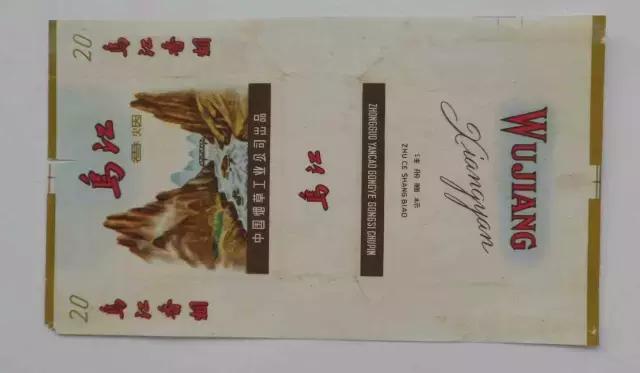 20
乌江香烟
乌江
香烟
中国烟草工业公司出品
20
乌江香烟
乌江
ZHONGGUO YANCAO GONGYE GONGSI CHUPIN
注册商标
ZHU CE SHANG BIAO
Xiangyan
WUJIANG